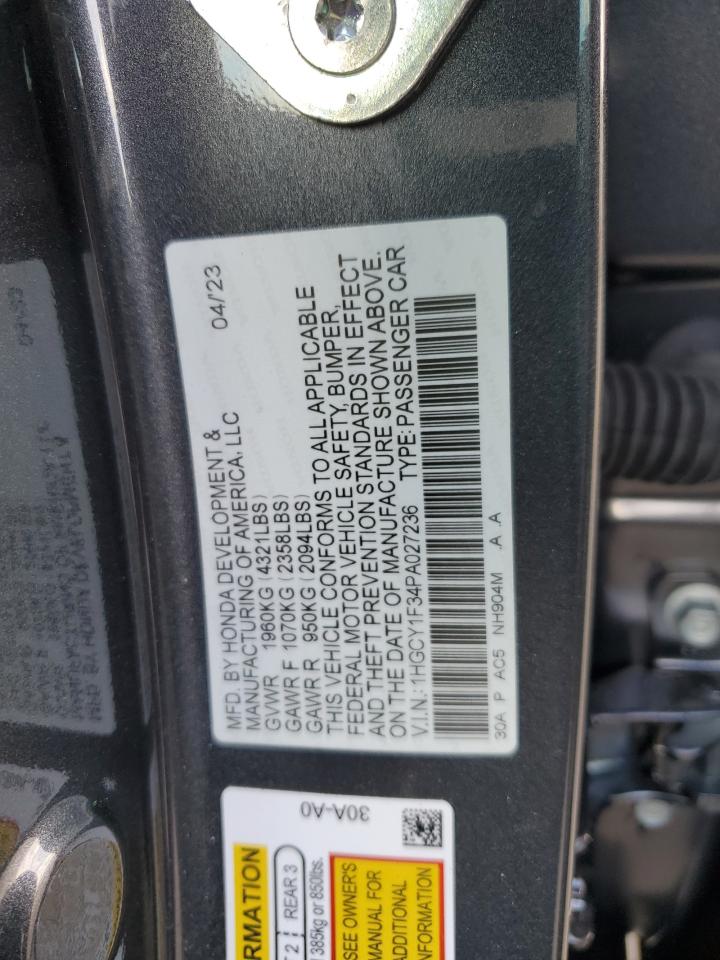 MFD. BY HONDA DEVELOPMENT & 04/'23
MANUFACTURING OF AMERICA, LLC
GVWR 1960KG (4321LBS)
GAWR F 1070KG (2358LBS)
GAWR R 950KG (2094LBS)
THIS VEHICLE CONFORMS TO ALL APPLICABLE
FEDERAL MOTOR VEHICLE SAFETY, BUMPER,
AND THEFT PREVENTION STANDARDS IN EFFECT
ON THE DATE OF MANUFACTURE SHOWN ABOVE.
V.I.N.: 1HGCY1F34PA027236 TYPE: PASSENGER CAR
30A P AC5 NH904M .A .A
30A-A0
RMATION
2 REAR 3
385kg or 850lbs.
SEE OWNER'S
MANUAL FOR
ADDITIONAL
NFORMATION